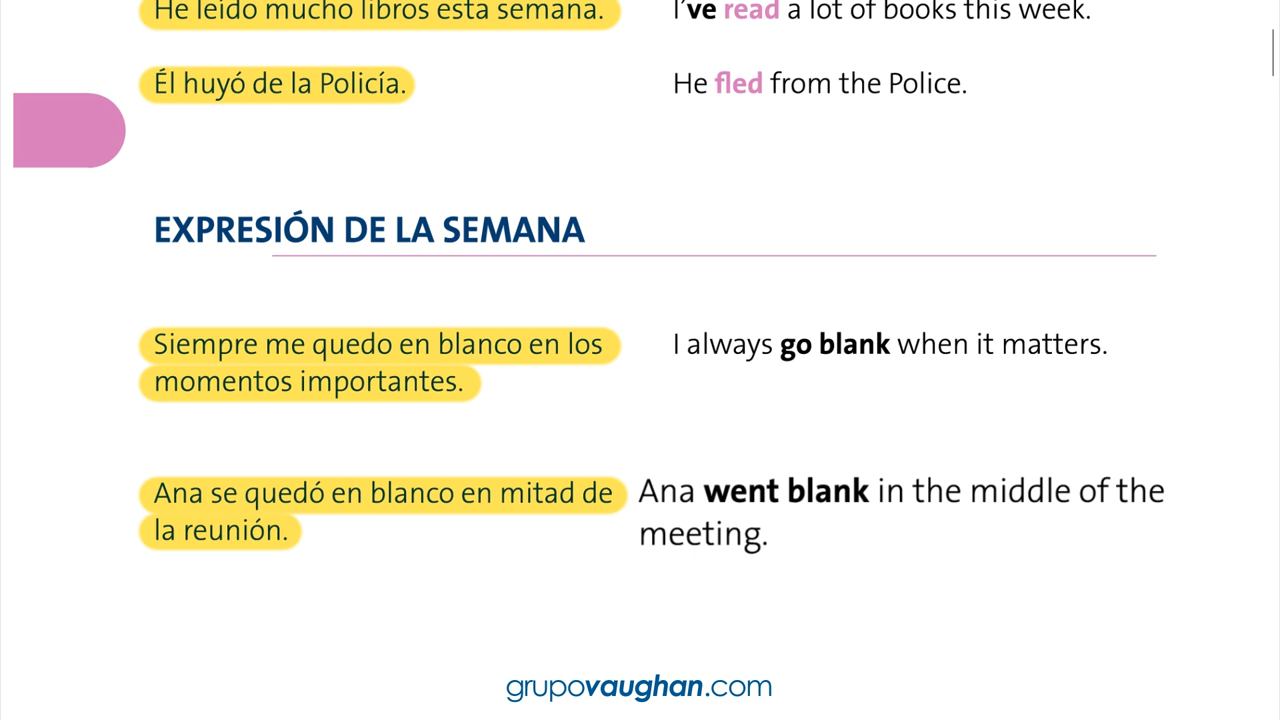 He leído mucho libros esta semana.
I've read a lot of books this week.
Él huyó de la Policía.
He fled from the Police.
EXPRESIÓN DE LA SEMANA
Siempre me quedo en blanco en los
momentos importantes.
I always go blank when it matters.
Ana se quedó en blanco en mitad de
la reunión.
Ana went blank in the middle of the
meeting.
grupovaughan.com